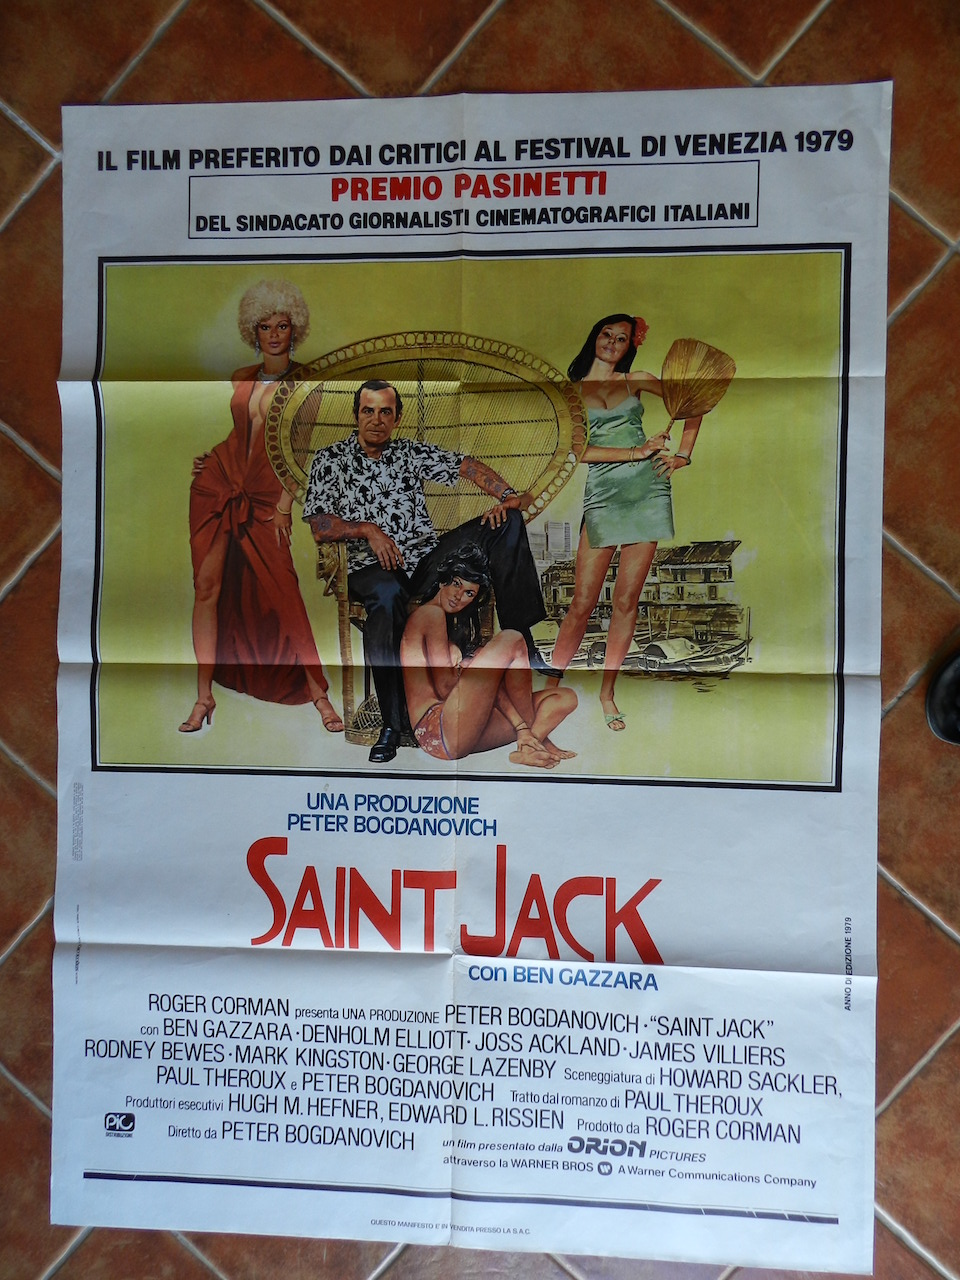 IL FILM PREFERITO DAI CRITICI AL FESTIVAL DI VENEZIA 1979
PREMIO PASINETTI
DEL SINDACATO GIORNALISTI CINEMATOGRAFICI ITALIANI
UNA PRODUZIONE
PETER BOGDANOVICH
SAINT JACK
con BEN GAZZARA
ANNO DI EDIZIONE 1979
ROGER CORMAN presenta UNA PRODUZIONE PETER BOGDANOVICH · "SAINT JACK"
con BEN GAZZARA · DENHOLM ELLIOTT · JOSS ACKLAND · JAMES VILLIERS
RODNEY BEWES · MARK KINGSTON · GEORGE LAZENBY Sceneggiatura di HOWARD SACKLER,
PAUL THEROUX e PETER BOGDANOVICH Tratto dal romanzo di PAUL THEROUX
Produttori esecutivi HUGH M. HEFNER, EDWARD L. RISSIEN Prodotto da ROGER CORMAN
PIC
DISTRIBUZIONE
Diretto da PETER BOGDANOVICH
un film presentato dalla ORION PICTURES
attraverso la WARNER BROS W A Warner Communications Company
QUESTO MANIFESTO E' IN VENDITA PRESSO LA S.A.C.